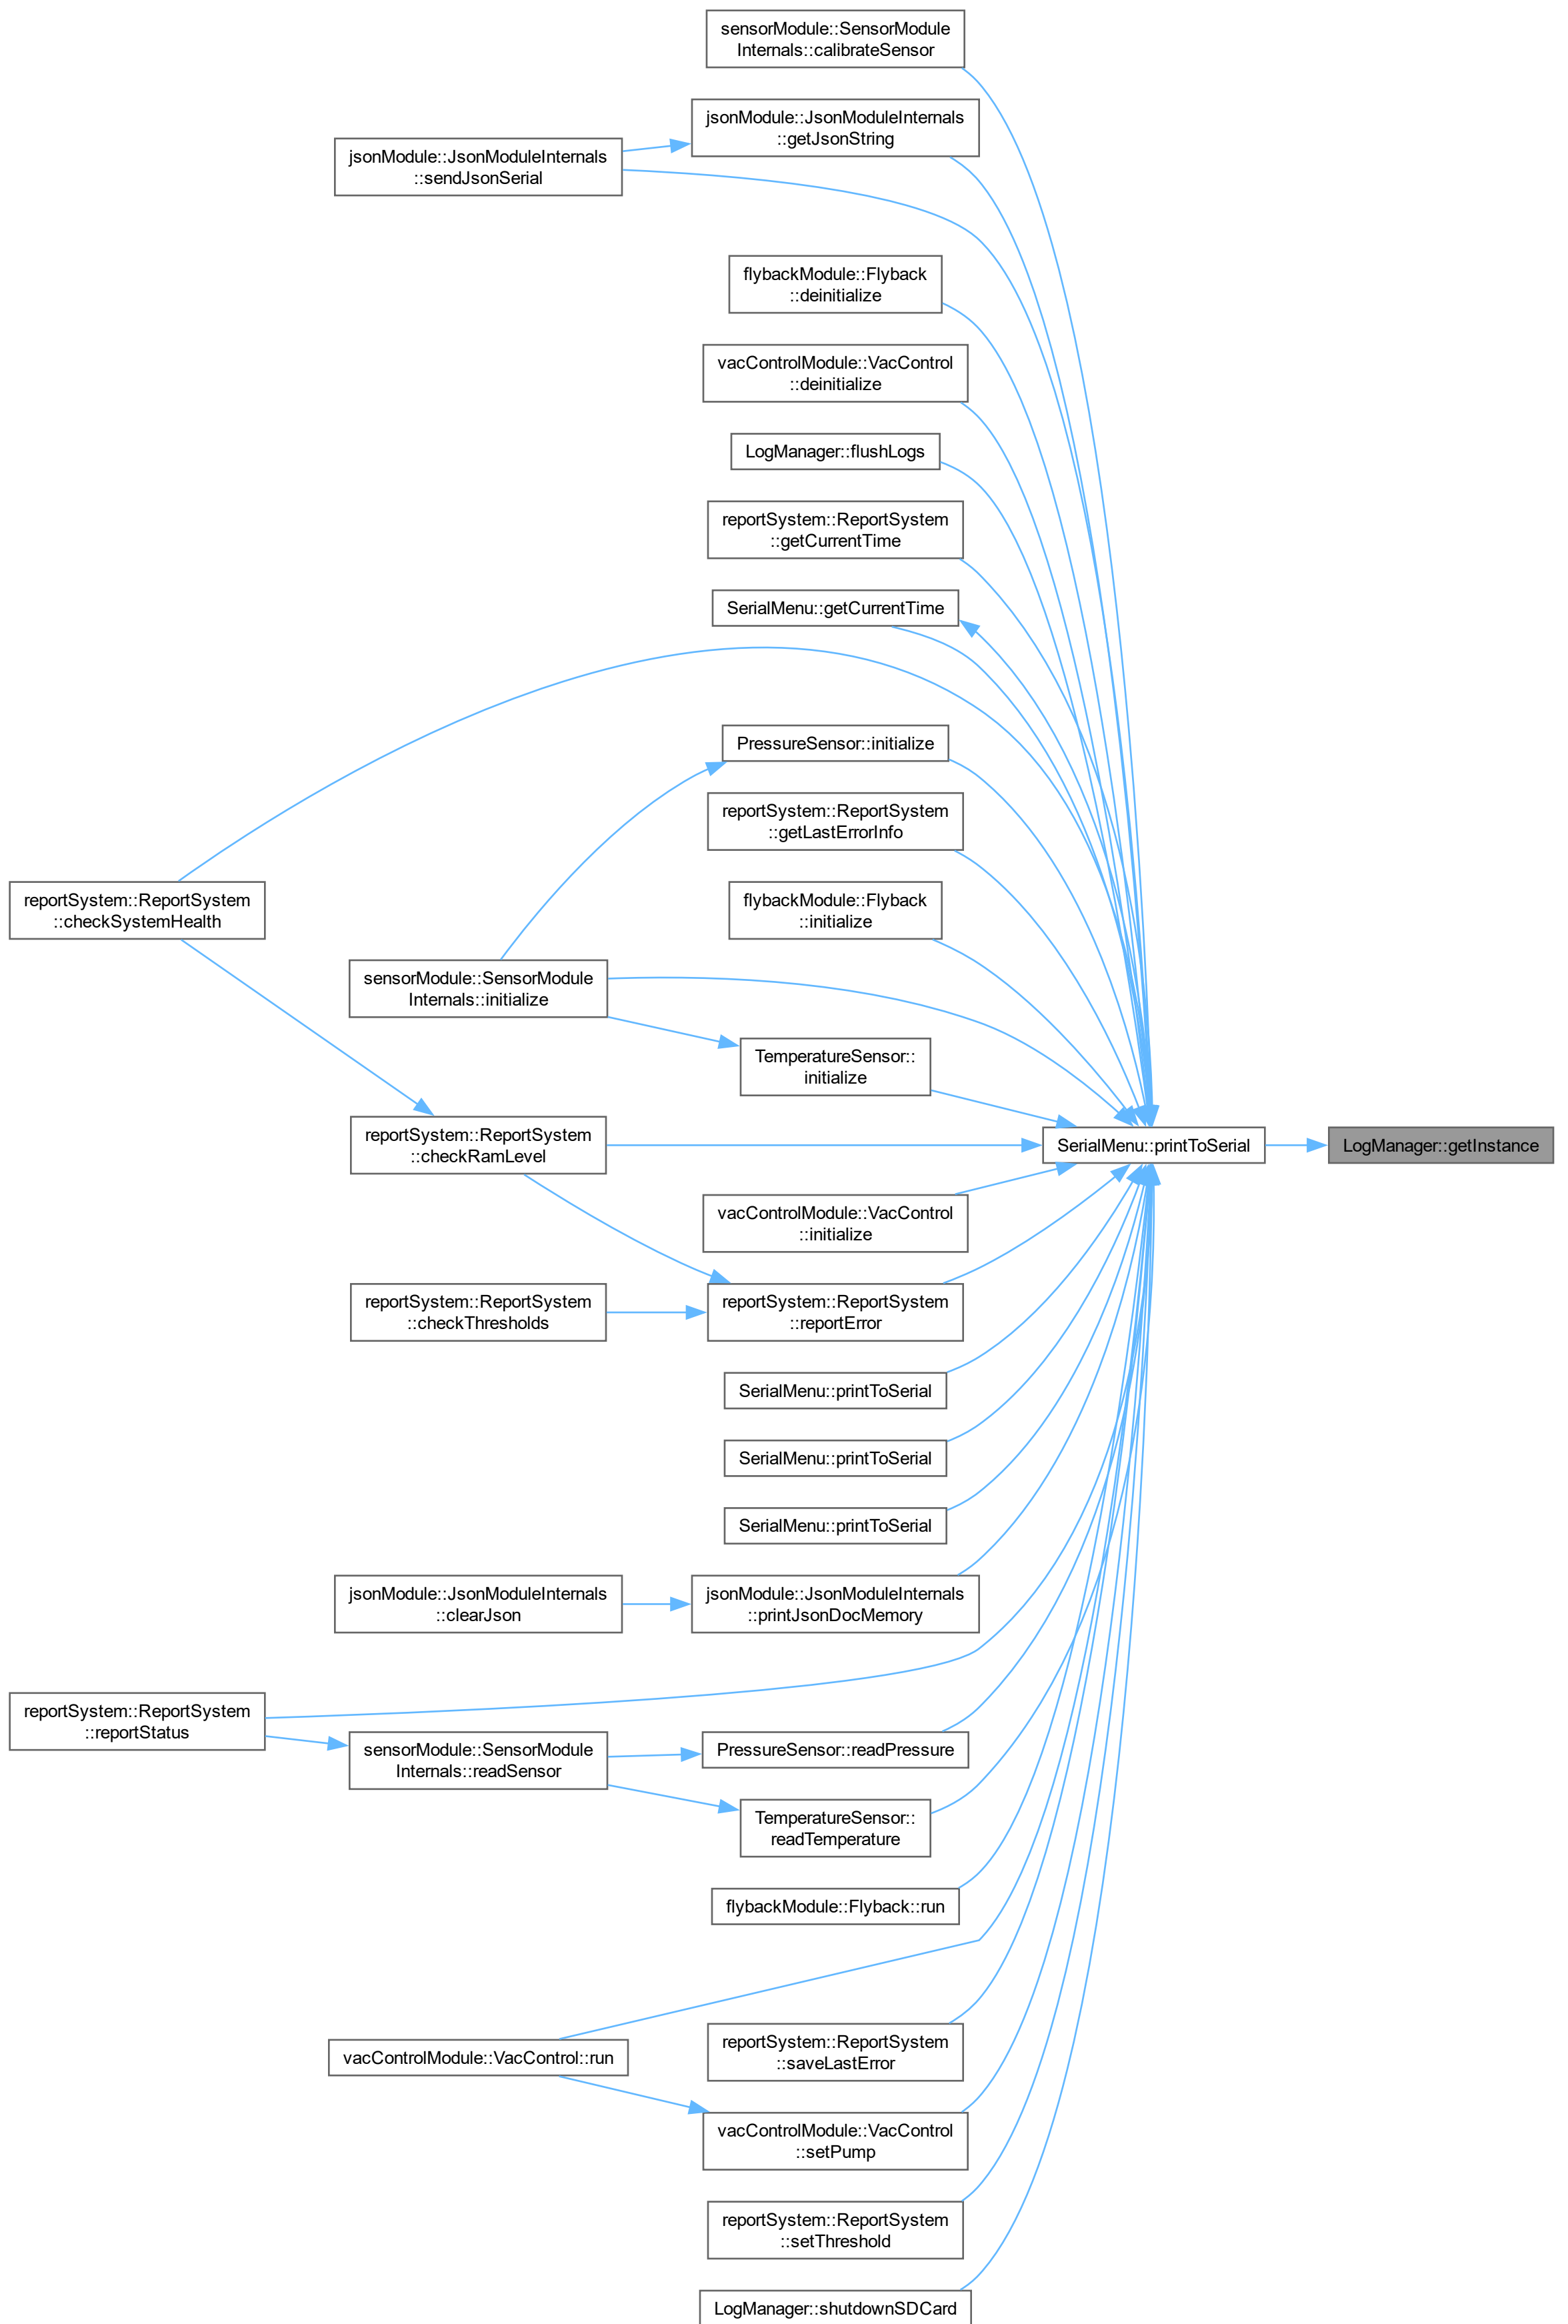 sensorModule::SensorModule
Internals::calibrateSensor
jsonModule::JsonModuleInternals
::getJsonString
jsonModule::JsonModuleInternals
::sendJsonSerial
flybackModule::Flyback
::deinitialize
vacControlModule::VacControl
::deinitialize
LogManager::flushLogs
reportSystem::ReportSystem
::getCurrentTime
SerialMenu::getCurrentTime
PressureSensor::initialize
reportSystem::ReportSystem
::getLastErrorInfo
reportSystem::ReportSystem
::checkSystemHealth
flybackModule::Flyback
::initialize
sensorModule::SensorModule
Internals::initialize
TemperatureSensor::
initialize
reportSystem::ReportSystem
::checkRamLevel
SerialMenu::printToSerial
LogManager::getInstance
vacControlModule::VacControl
::initialize
reportSystem::ReportSystem
::checkThresholds
reportSystem::ReportSystem
::reportError
SerialMenu::printToSerial
SerialMenu::printToSerial
SerialMenu::printToSerial
jsonModule::JsonModuleInternals
::clearJson
jsonModule::JsonModuleInternals
::printJsonDocMemory
reportSystem::ReportSystem
::reportStatus
sensorModule::SensorModule
Internals::readSensor
PressureSensor::readPressure
TemperatureSensor::
readTemperature
flybackModule::Flyback::run
vacControlModule::VacControl::run
reportSystem::ReportSystem
::saveLastError
vacControlModule::VacControl
::setPump
reportSystem::ReportSystem
::setThreshold
LogManager::shutdownSDCard